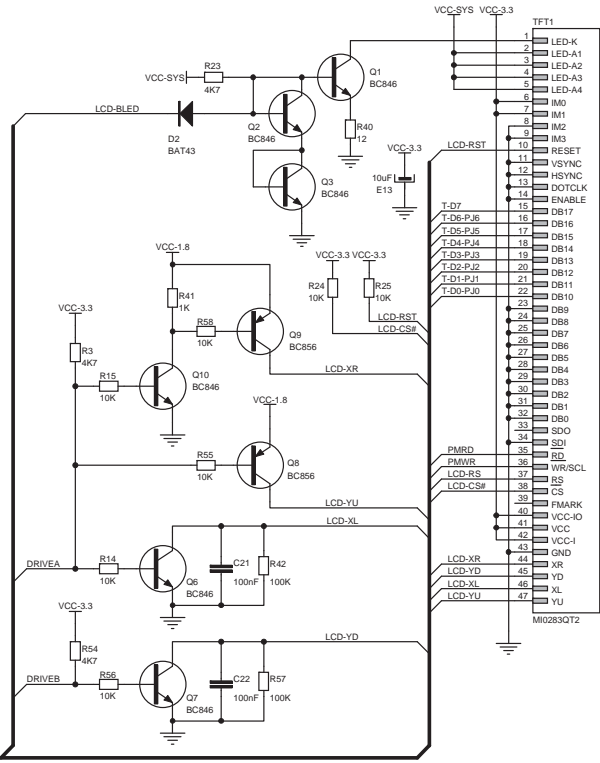 VCC-SYS VCC-3.3
TFT1
R23
4K7
VCC-SYS
Q1
BC846
LCD-BLED
D2
BAT43
Q2
BC846
R40
12
Q3
BC846
VCC-3.3
10uF
E13
LCD-RST
1 LED-K
2 LED-A1
3 LED-A2
4 LED-A3
5 LED-A4
6 IM0
7 IM1
8 IM2
9 IM3
10 RESET
11 VSYNC
12 HSYNC
13 DOTCLK
14 ENABLE
T-D7 15 DB17
T-D6-PJ6 16 DB16
T-D5-PJ5 17 DB15
T-D4-PJ4 18 DB14
T-D3-PJ3 19 DB13
T-D2-PJ2 20 DB12
T-D1-PJ1 21 DB11
T-D0-PJ0 22 DB10
23 DB9
24 DB8
25 DB7
26 DB6
27 DB5
28 DB4
29 DB3
30 DB2
31 DB1
32 DB0
33 SDO
34 SDI
PMRD 35 RD
PMWR 36 WR/SCL
LCD-RS 37 RS
LCD-CS# 38 CS
39 FMARK
40 VCC-IO
41 VCC
42 VCC-I
43 GND
LCD-XR 44 XR
LCD-YD 45 YD
LCD-XL 46 XL
LCD-YU 47 YU
MI0283QT2
VCC-1.8
VCC-3.3 VCC-3.3
R24
10K
R25
10K
LCD-RST
LCD-CS#
R41
1K
R58
10K
Q9
BC856
VCC-3.3
R3
4K7
R15
10K
Q10
BC846
LCD-XR
VCC-1.8
R55
10K
Q8
BC856
LCD-YU
LCD-XL
DRIVEA
R14
10K
Q6
BC846
C21
100nF
R42
100K
VCC-3.3
R54
4K7
LCD-YD
DRIVEB
R56
10K
Q7
BC846
C22
100nF
R57
100K